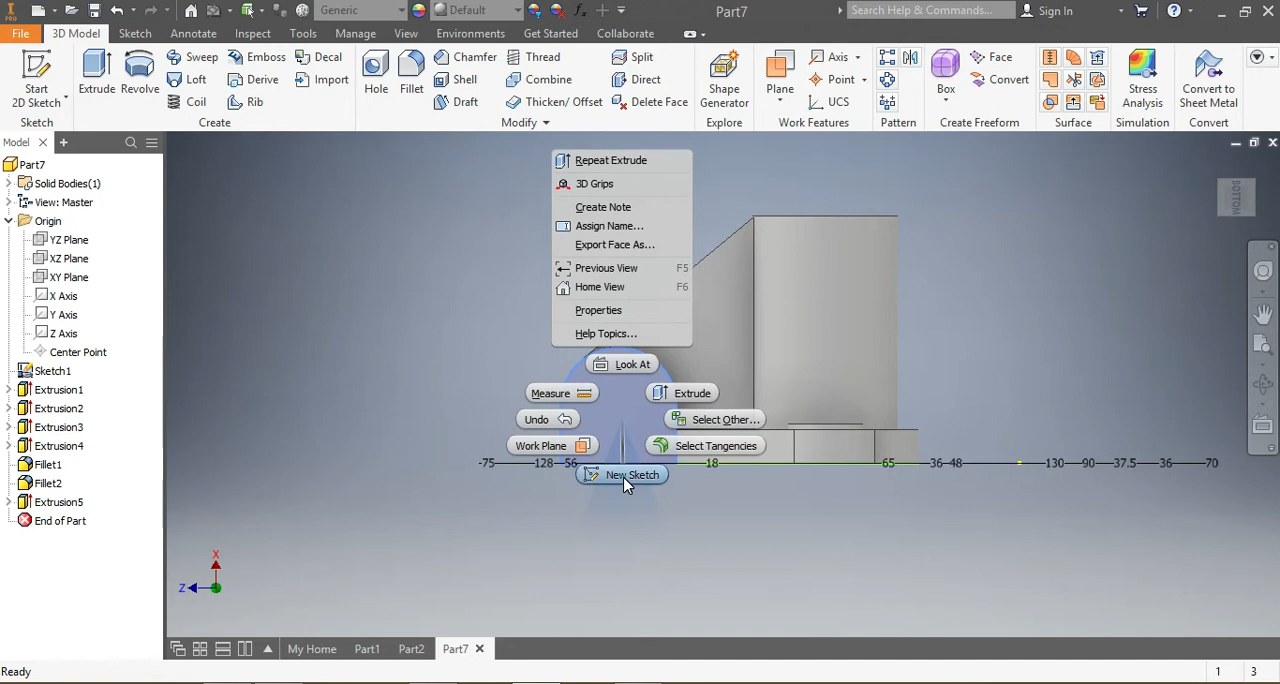 Generic
Default
Part7
Search Help & Commands...
Sign In
File
3D Model
Sketch
Annotate
Inspect
Tools
Manage
View
Environments
Get Started
Collaborate
Start
2D Sketch
Sketch
Extrude
Revolve
Sweep
Emboss
Decal
Loft
Derive
Import
Coil
Rib
Create
Hole
Fillet
Chamfer
Thread
Split
Shell
Combine
Direct
Draft
Thicken/ Offset
Delete Face
Modify
Shape
Generator
Explore
Plane
Axis
Point
UCS
Work Features
Pattern
Box
Face
Convert
Create Freeform
Surface
Stress
Analysis
Simulation
Convert to
Sheet Metal
Convert
Model
Part7
Solid Bodies(1)
View: Master
Origin
YZ Plane
XZ Plane
XY Plane
X Axis
Y Axis
Z Axis
Center Point
Sketch1
Extrusion1
Extrusion2
Extrusion3
Extrusion4
Fillet1
Fillet2
Extrusion5
End of Part
Repeat Extrude
3D Grips
Create Note
Assign Name...
Export Face As...
Previous View F5
Home View F6
Properties
Help Topics...
Look At
Measure
Extrude
Undo
Select Other...
Work Plane
Select Tangencies
New Sketch
BOTTOM
-75 128 56 18 65 36 48 130 90 37.5 36 70
X
Z
My Home
Part1
Part2
Part7
Ready
1
3